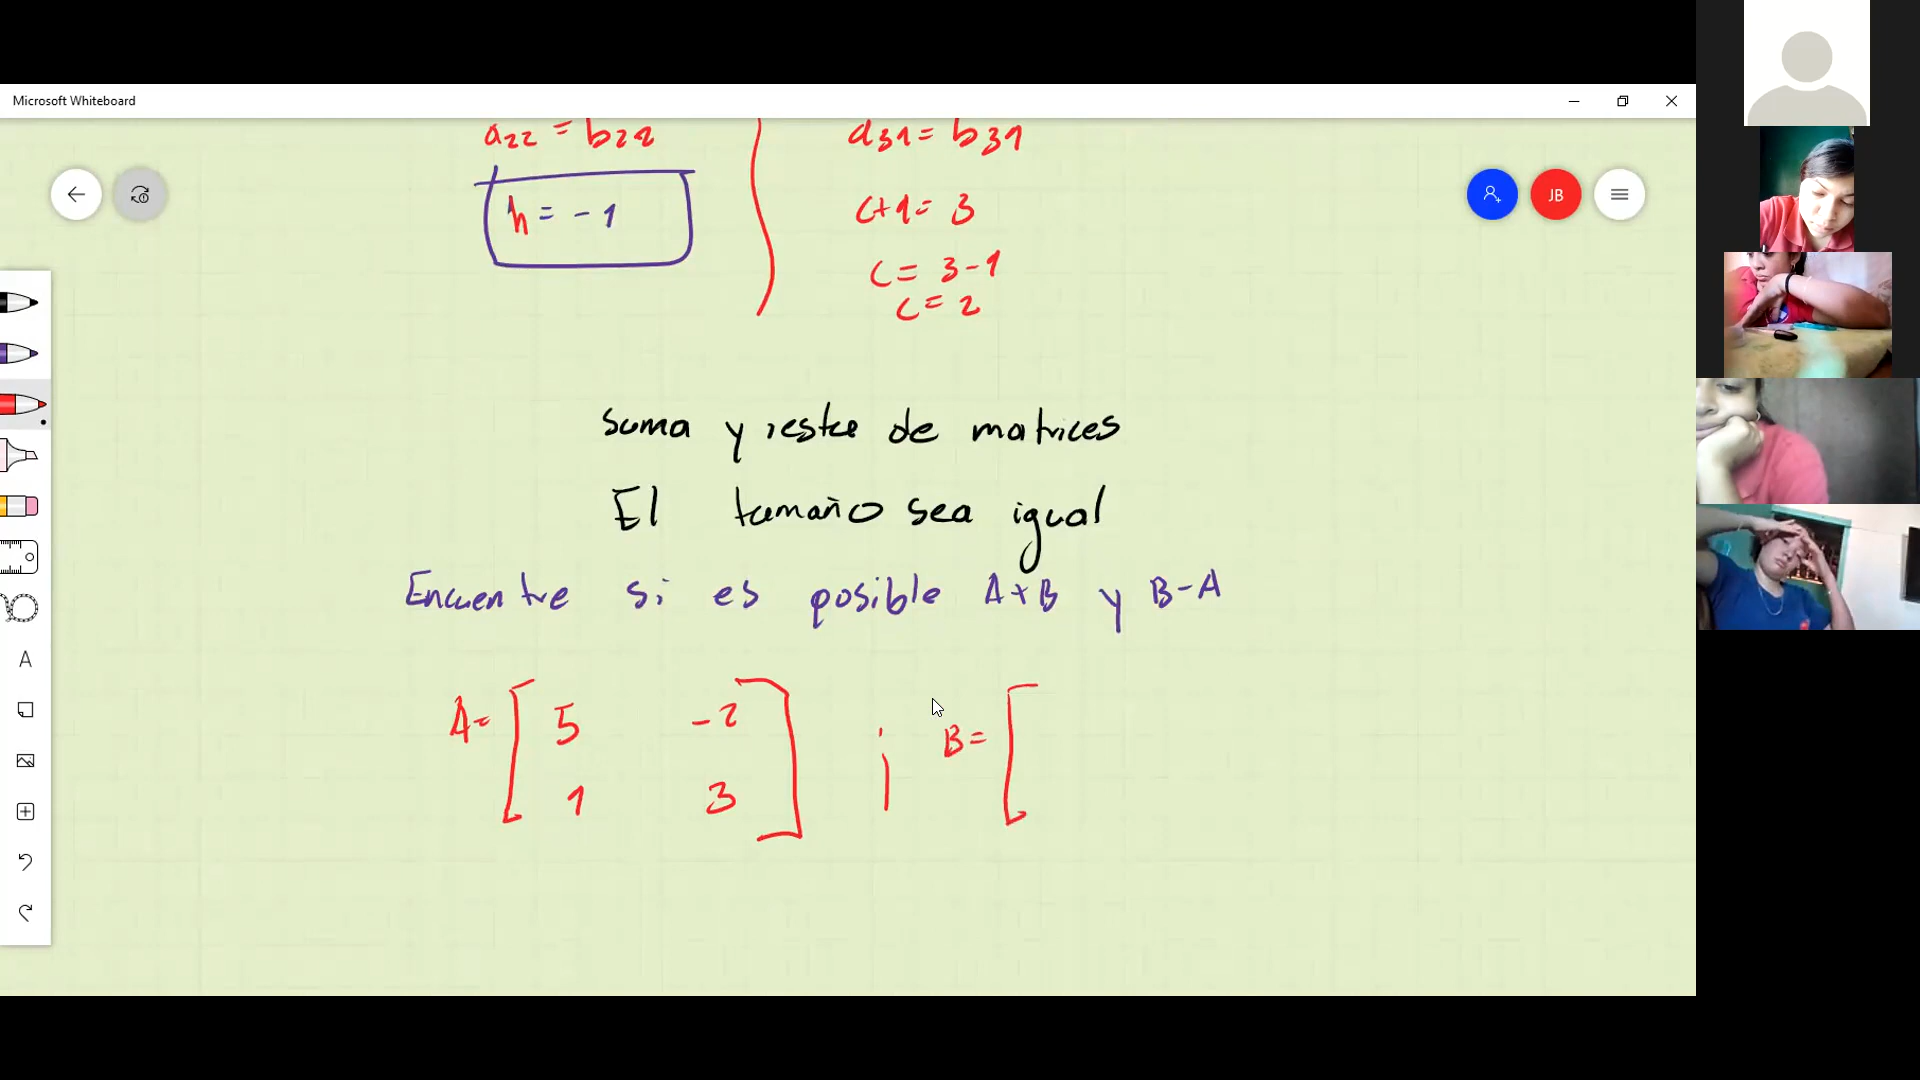 Microsoft Whiteboard
a22 = b22
a31 = b31
h = -1
c+1 = 3
c = 3-1
c = 2
JB
suma y resta de matrices
El tamaño sea igual
Encuentre si es posible A+B y B-A
A= [ 5 -2
1 3 ] ; B= [
A